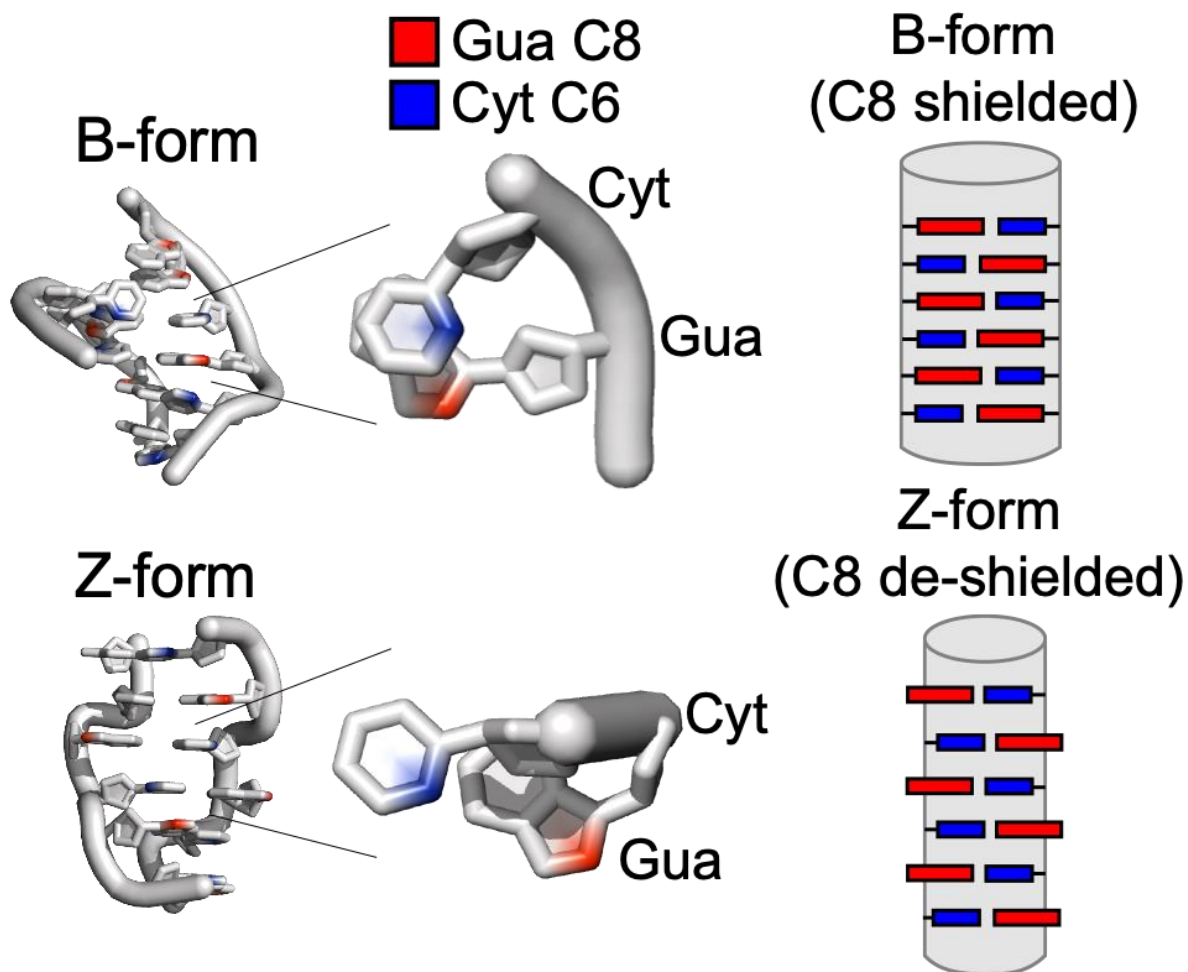 Gua C8
Cyt C6
B-form
Cyt
Gua
B-form
(C8 shielded)
Z-form
Cyt
Gua
Z-form
(C8 de-shielded)